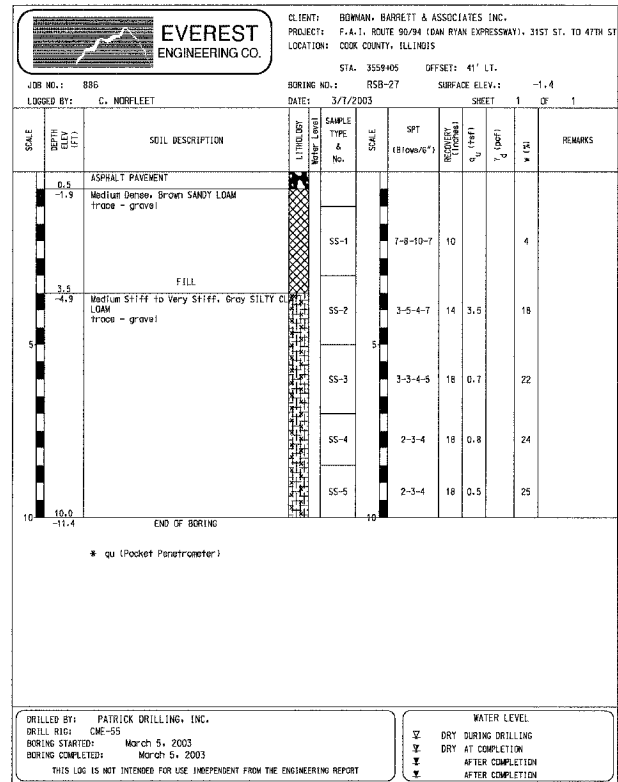 EVEREST
ENGINEERING CO.
CLIENT: BOWMAN, BARRETT & ASSOCIATES INC.
PROJECT: F.A.I. ROUTE 90/94 (DAN RYAN EXPRESSWAY), 31ST ST. TO 47TH ST
LOCATION: COOK COUNTY, ILLINOIS
STA. 3559+05 OFFSET: 41' LT.
JOB NO.: 886 BORING NO.: RSB-27 SURFACE ELEV.: -1.4
LOGGED BY: C. NORFLEET DATE: 3/7/2003 SHEET 1 OF 1
SCALE
DEPTH ELEV (FT)
SOIL DESCRIPTION
LITHOLOGY
Water Level
SAMPLE TYPE & No.
SCALE
SPT (Blows/6")
RECOVERY (Inches)
qu (tsf)
γd (pcf)
w (%)
REMARKS
0.5 ASPHALT PAVEMENT
-1.9 Medium Dense, Brown SANDY LOAM
trace - gravel
SS-1 7-8-10-7 10 4
3.5 FILL
-4.9 Medium Stiff to Very Stiff, Gray SILTY CL
LOAM
trace - gravel
SS-2 3-5-4-7 14 3.5 18
5 5
SS-3 3-3-4-5 18 0.7 22
SS-4 2-3-4 18 0.8 24
SS-5 2-3-4 18 0.5 25
10 10.0 10
-11.4 END OF BORING
* qu (Pocket Penetrometer)
DRILLED BY: PATRICK DRILLING, INC.
DRILL RIG: CME-55
BORING STARTED: March 5, 2003
BORING COMPLETED: March 5, 2003
THIS LOG IS NOT INTENDED FOR USE INDEPENDENT FROM THE ENGINEERING REPORT
WATER LEVEL
DRY DURING DRILLING
DRY AT COMPLETION
AFTER COMPLETION
AFTER COMPLETION